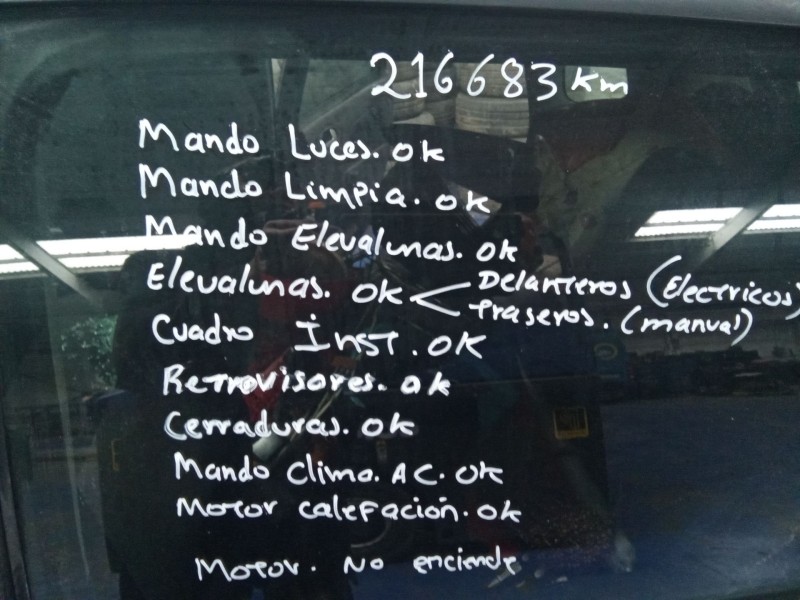 216683 km
Mando Luces. ok
Mando Limpia. ok
Mando Elevalunas. ok
Elevalunas. ok < Delanteros (Electricos)
Traseros. (manual)
Cuadro Inst. OK
Retrovisores. ok
Cerraduras. ok
Mando clima. AC. ok
Motor calefación. ok
Motor. No enciende